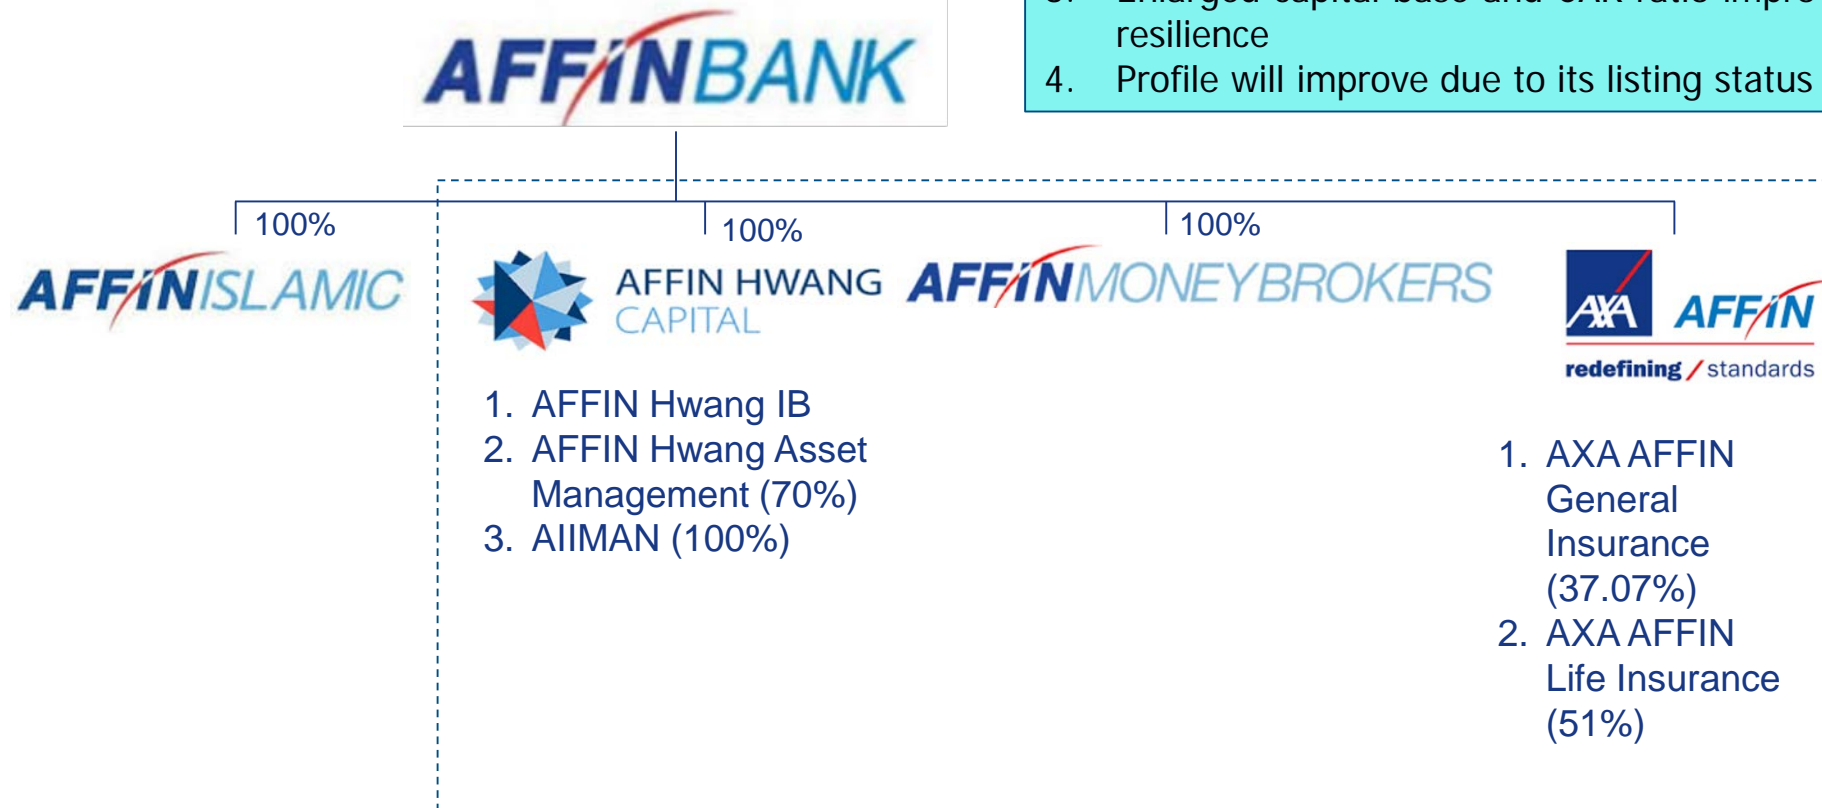 resilience
4. Profile will improve due to its listing status
AFFINBANK
100%
100%
100%
AFFINISLAMIC
AFFIN HWANG
CAPITAL
AFFINMONEYBROKERS
AXA AFFIN
redefining / standards
1. AFFIN Hwang IB
2. AFFIN Hwang Asset
Management (70%)
3. AIIMAN (100%)
1. AXA AFFIN
General
Insurance
(37.07%)
2. AXA AFFIN
Life Insurance
(51%)